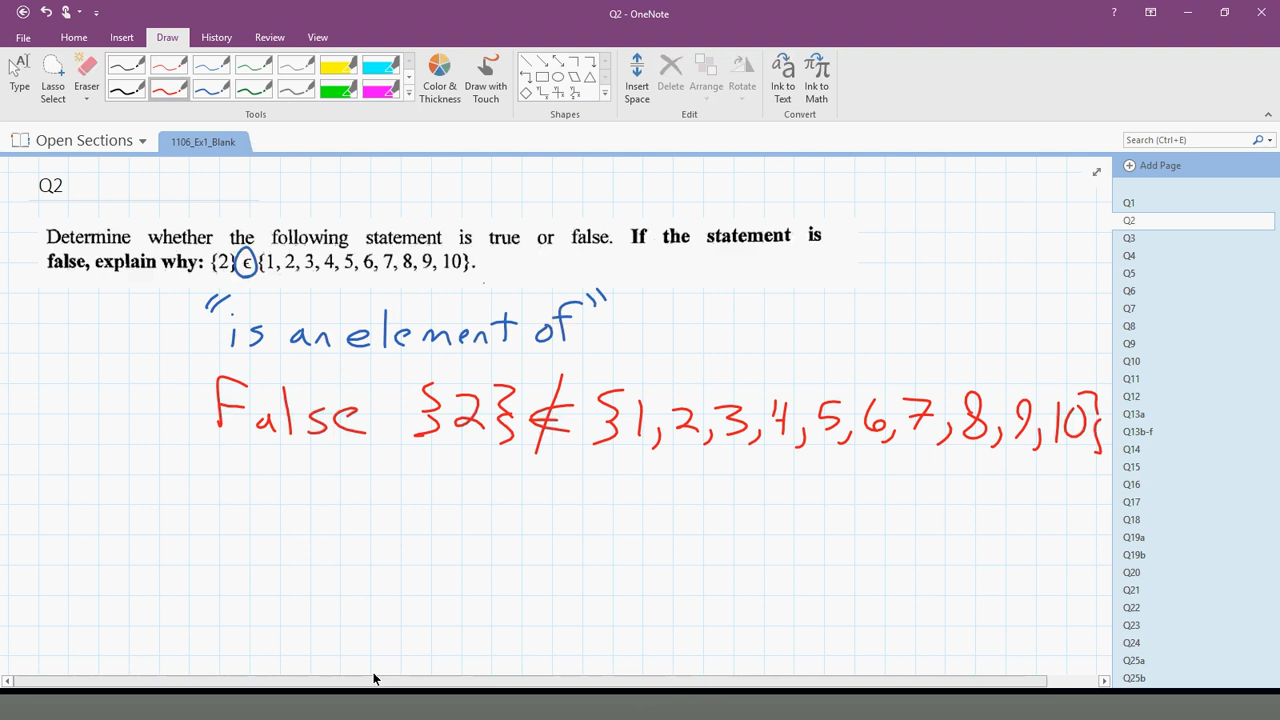 Q2 - OneNote
?
File Home Insert Draw History Review View
Type
Lasso Select
Eraser
Color & Thickness
Draw with Touch
Insert Space
Delete
Arrange
Rotate
Ink to Text
Ink to Math
Tools
Shapes
Edit
Convert
Open Sections
1106_Ex1_Blank
Search (Ctrl+E)
Add Page
Q2
Determine whether the following statement is true or false. If the statement is
false, explain why: {2} ϵ {1, 2, 3, 4, 5, 6, 7, 8, 9, 10}.
"is an element of"
False {2} ∉ {1, 2, 3, 4, 5, 6, 7, 8, 9, 10}
Q1
Q2
Q3
Q4
Q5
Q6
Q7
Q8
Q9
Q10
Q11
Q12
Q13a
Q13b-f
Q14
Q15
Q16
Q17
Q18
Q19a
Q19b
Q20
Q21
Q22
Q23
Q24
Q25a
Q25b